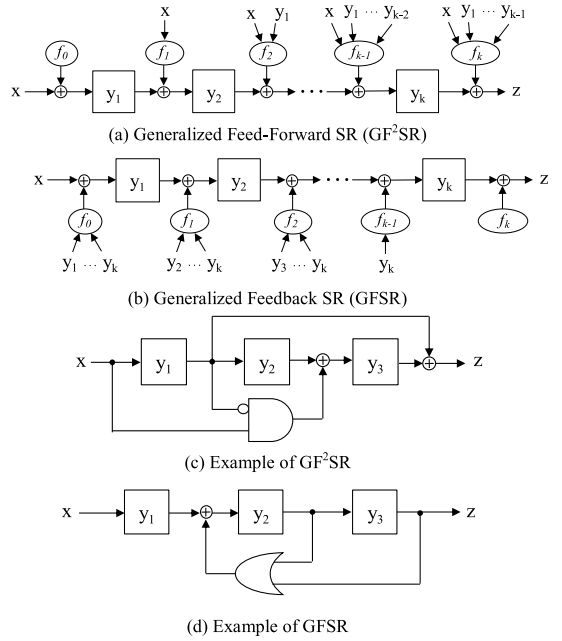 x x y₁ x y₁ ··· yₖ₋₂ x y₁ ··· yₖ₋₁
f₀ f₁ f₂ fₖ₋₁ fₖ
x y₁ y₂ ··· yₖ z
(a) Generalized Feed-Forward SR (GF²SR)
x y₁ y₂ ··· yₖ z
f₀ f₁ f₂ fₖ₋₁ fₖ
y₁ ··· yₖ y₂ ··· yₖ y₃ ··· yₖ yₖ
(b) Generalized Feedback SR (GFSR)
x y₁ y₂ y₃ z
(c) Example of GF²SR
x y₁ y₂ y₃ z
(d) Example of GFSR